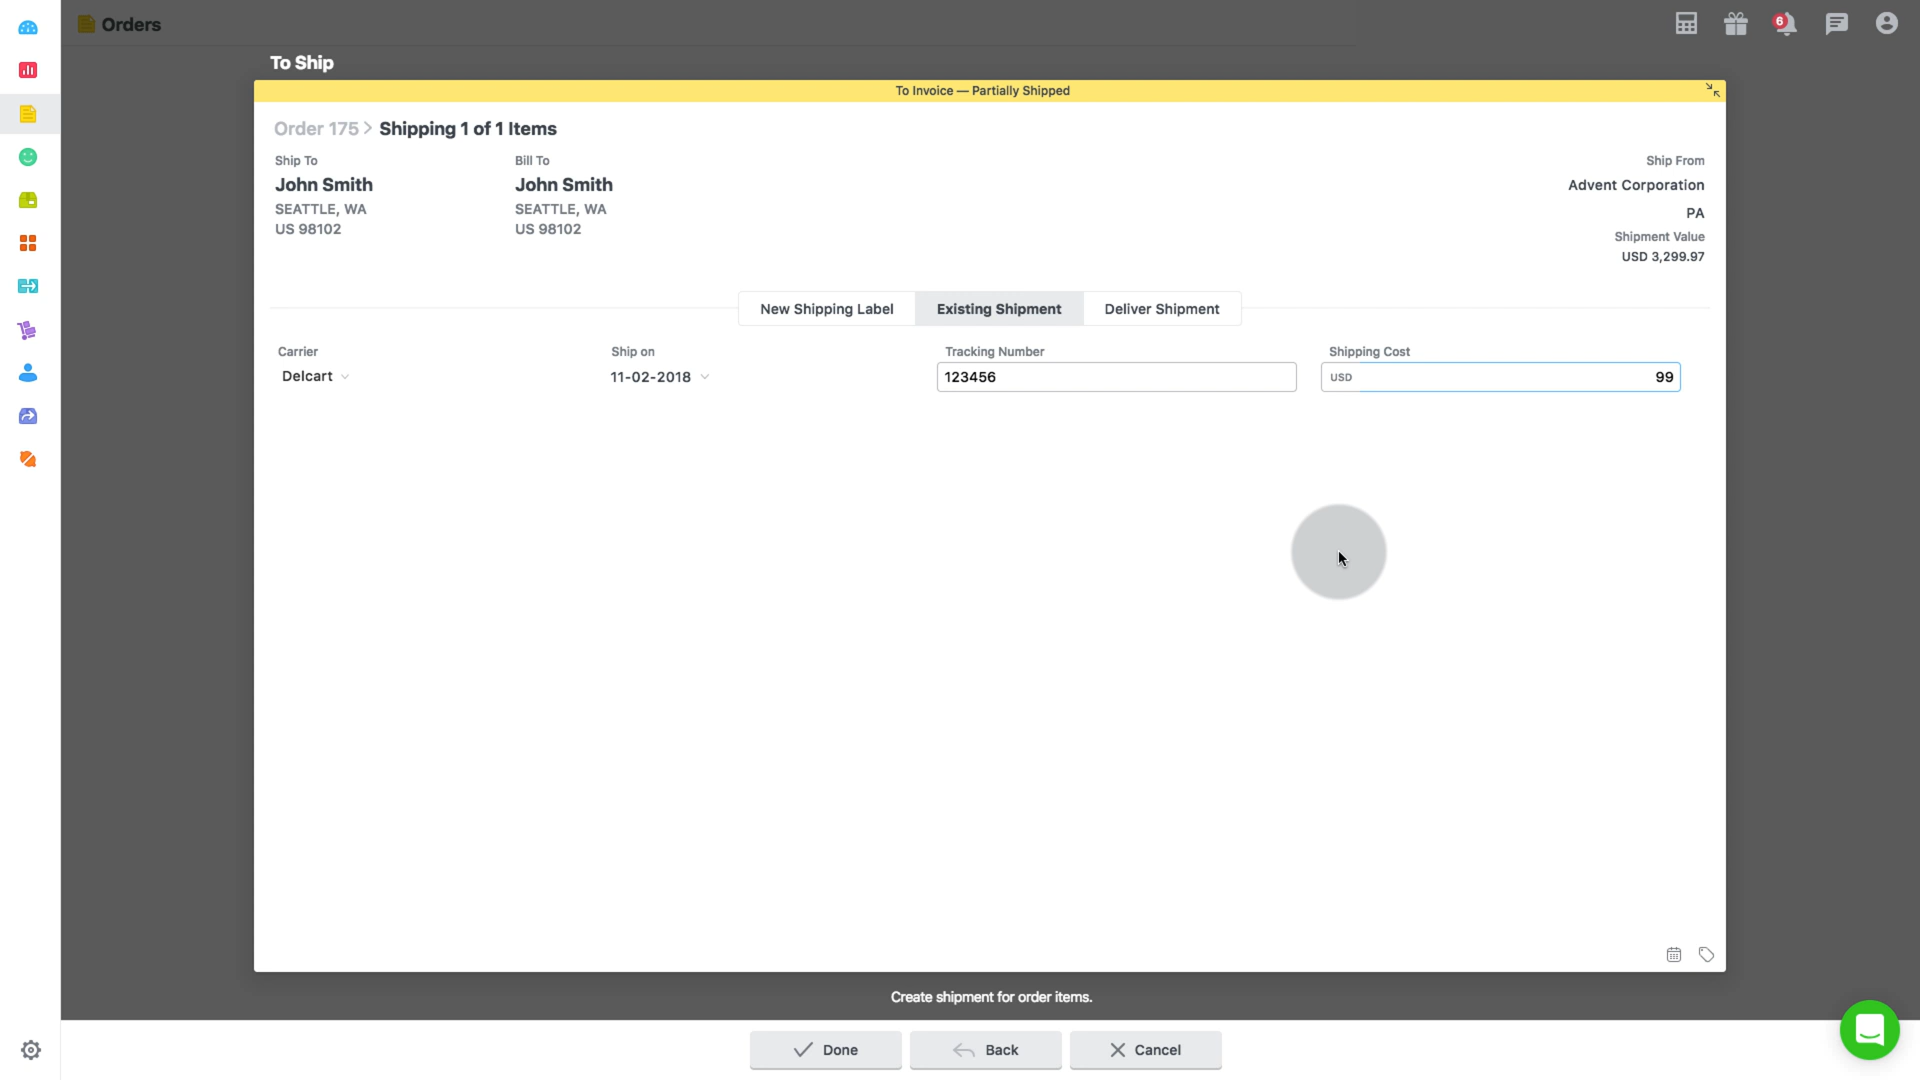 Orders
6
To Ship
To Invoice — Partially Shipped
Order 175 > Shipping 1 of 1 Items
Ship To
John Smith
SEATTLE, WA
US 98102
Bill To
John Smith
SEATTLE, WA
US 98102
Ship From
Advent Corporation
PA
Shipment Value
USD 3,299.97
New Shipping Label
Existing Shipment
Deliver Shipment
Carrier
Delcart
Ship on
11-02-2018
Tracking Number
123456
Shipping Cost
USD 99
Create shipment for order items.
Done
Back
Cancel